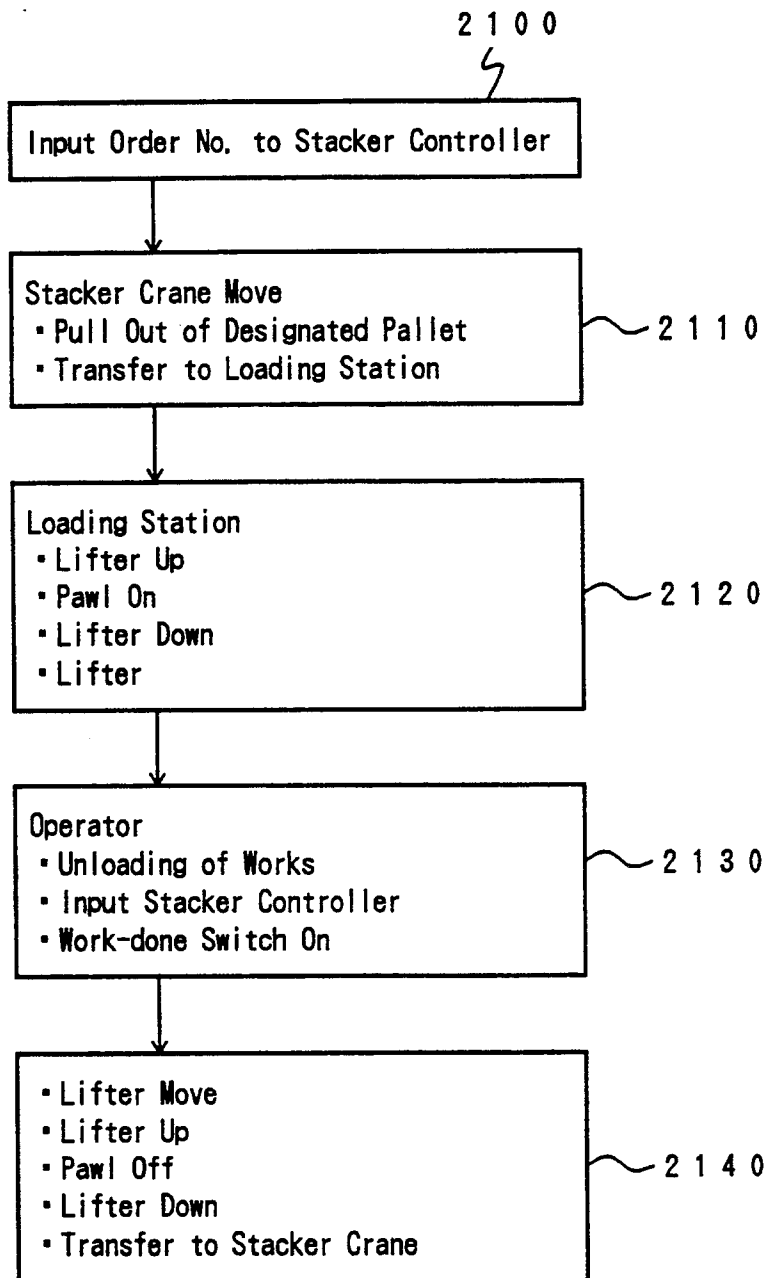 2100
Input Order No. to Stacker Controller
Stacker Crane Move
・Pull Out of Designated Pallet
・Transfer to Loading Station
2110
Loading Station
・Lifter Up
・Pawl On
・Lifter Down
・Lifter
2120
Operator
・Unloading of Works
・Input Stacker Controller
・Work-done Switch On
2130
・Lifter Move
・Lifter Up
・Pawl Off
・Lifter Down
・Transfer to Stacker Crane
2140